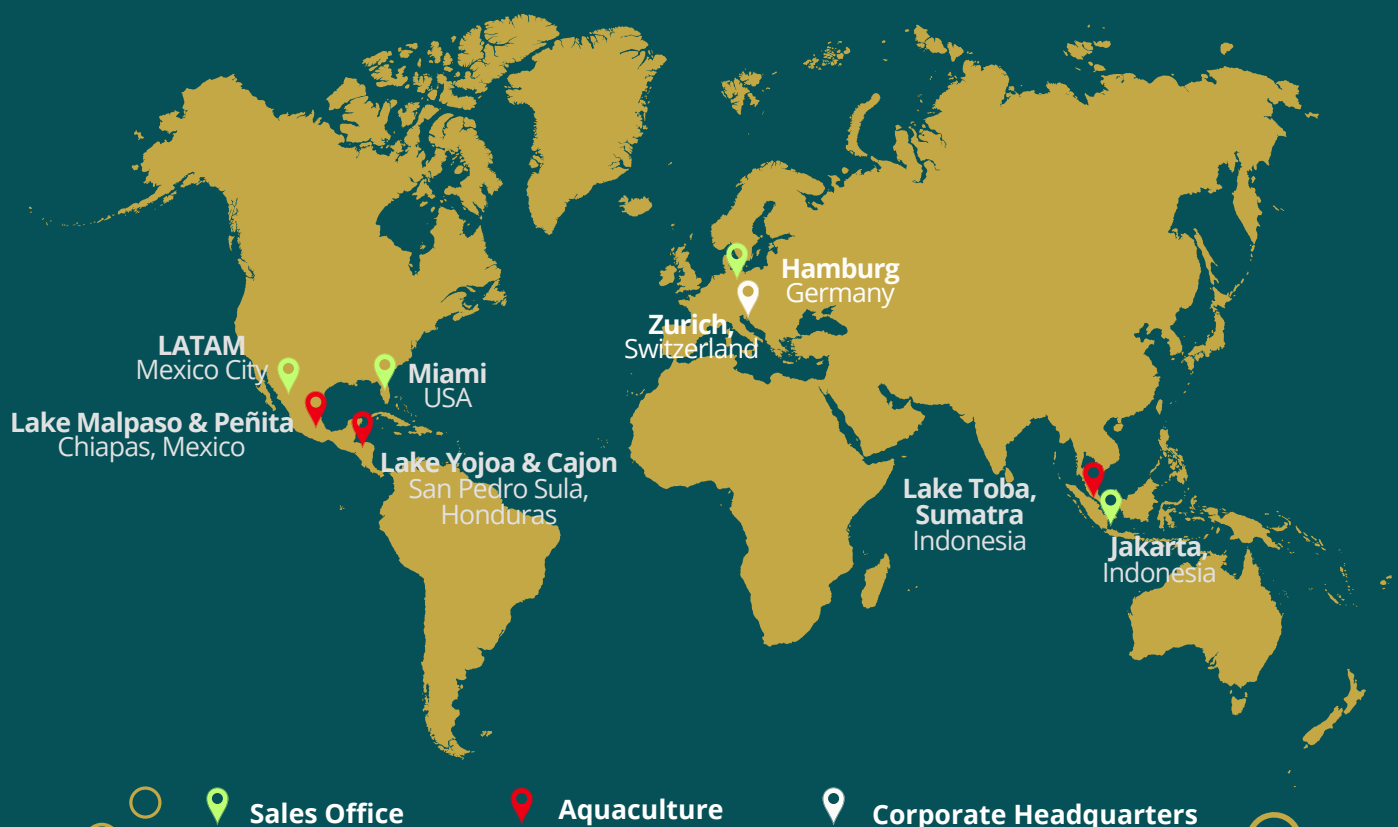 Hamburg
Germany
Zurich,
Switzerland
LATAM
Mexico City
Miami
USA
Lake Malpaso & Peñita
Chiapas, Mexico
Lake Yojoa & Cajon
San Pedro Sula,
Honduras
Lake Toba,
Sumatra
Indonesia
Jakarta,
Indonesia
Sales Office
Aquaculture
Corporate Headquarters